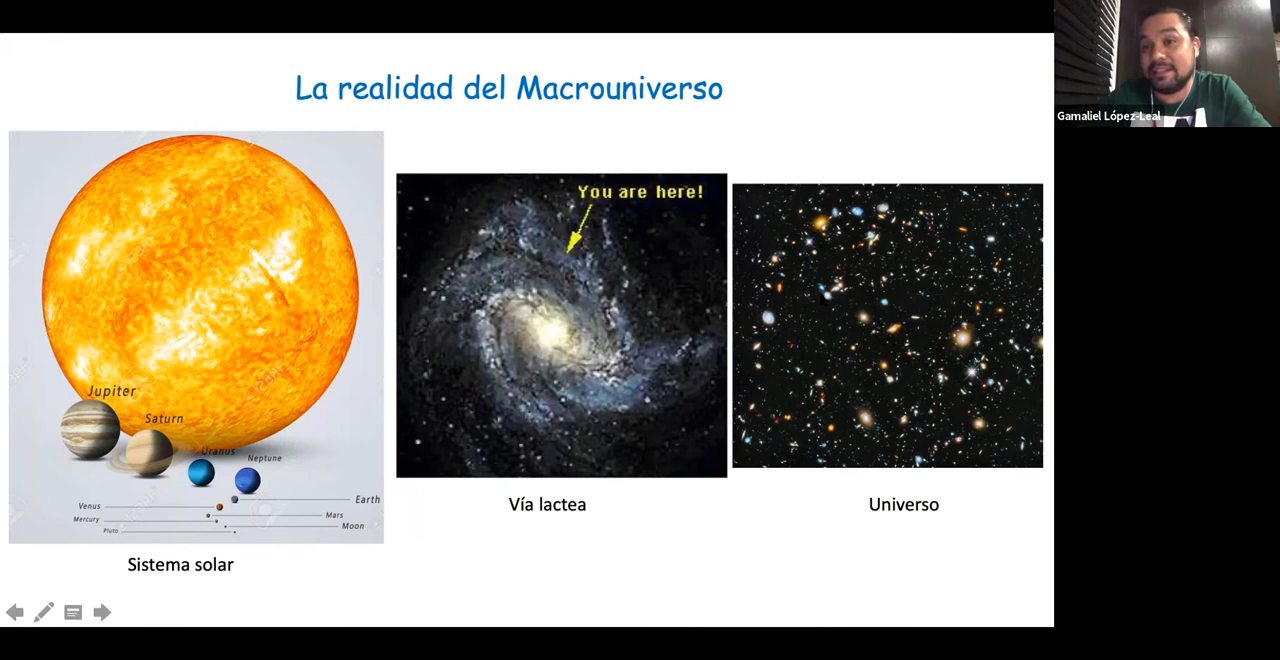 La realidad del Macrouniverso
Jupiter
Saturn
Uranus
Neptune
Earth
Venus
Mars
Mercury
Moon
Pluto
Sistema solar
You are here!
Vía lactea
Universo
Gamaliel López-Leal